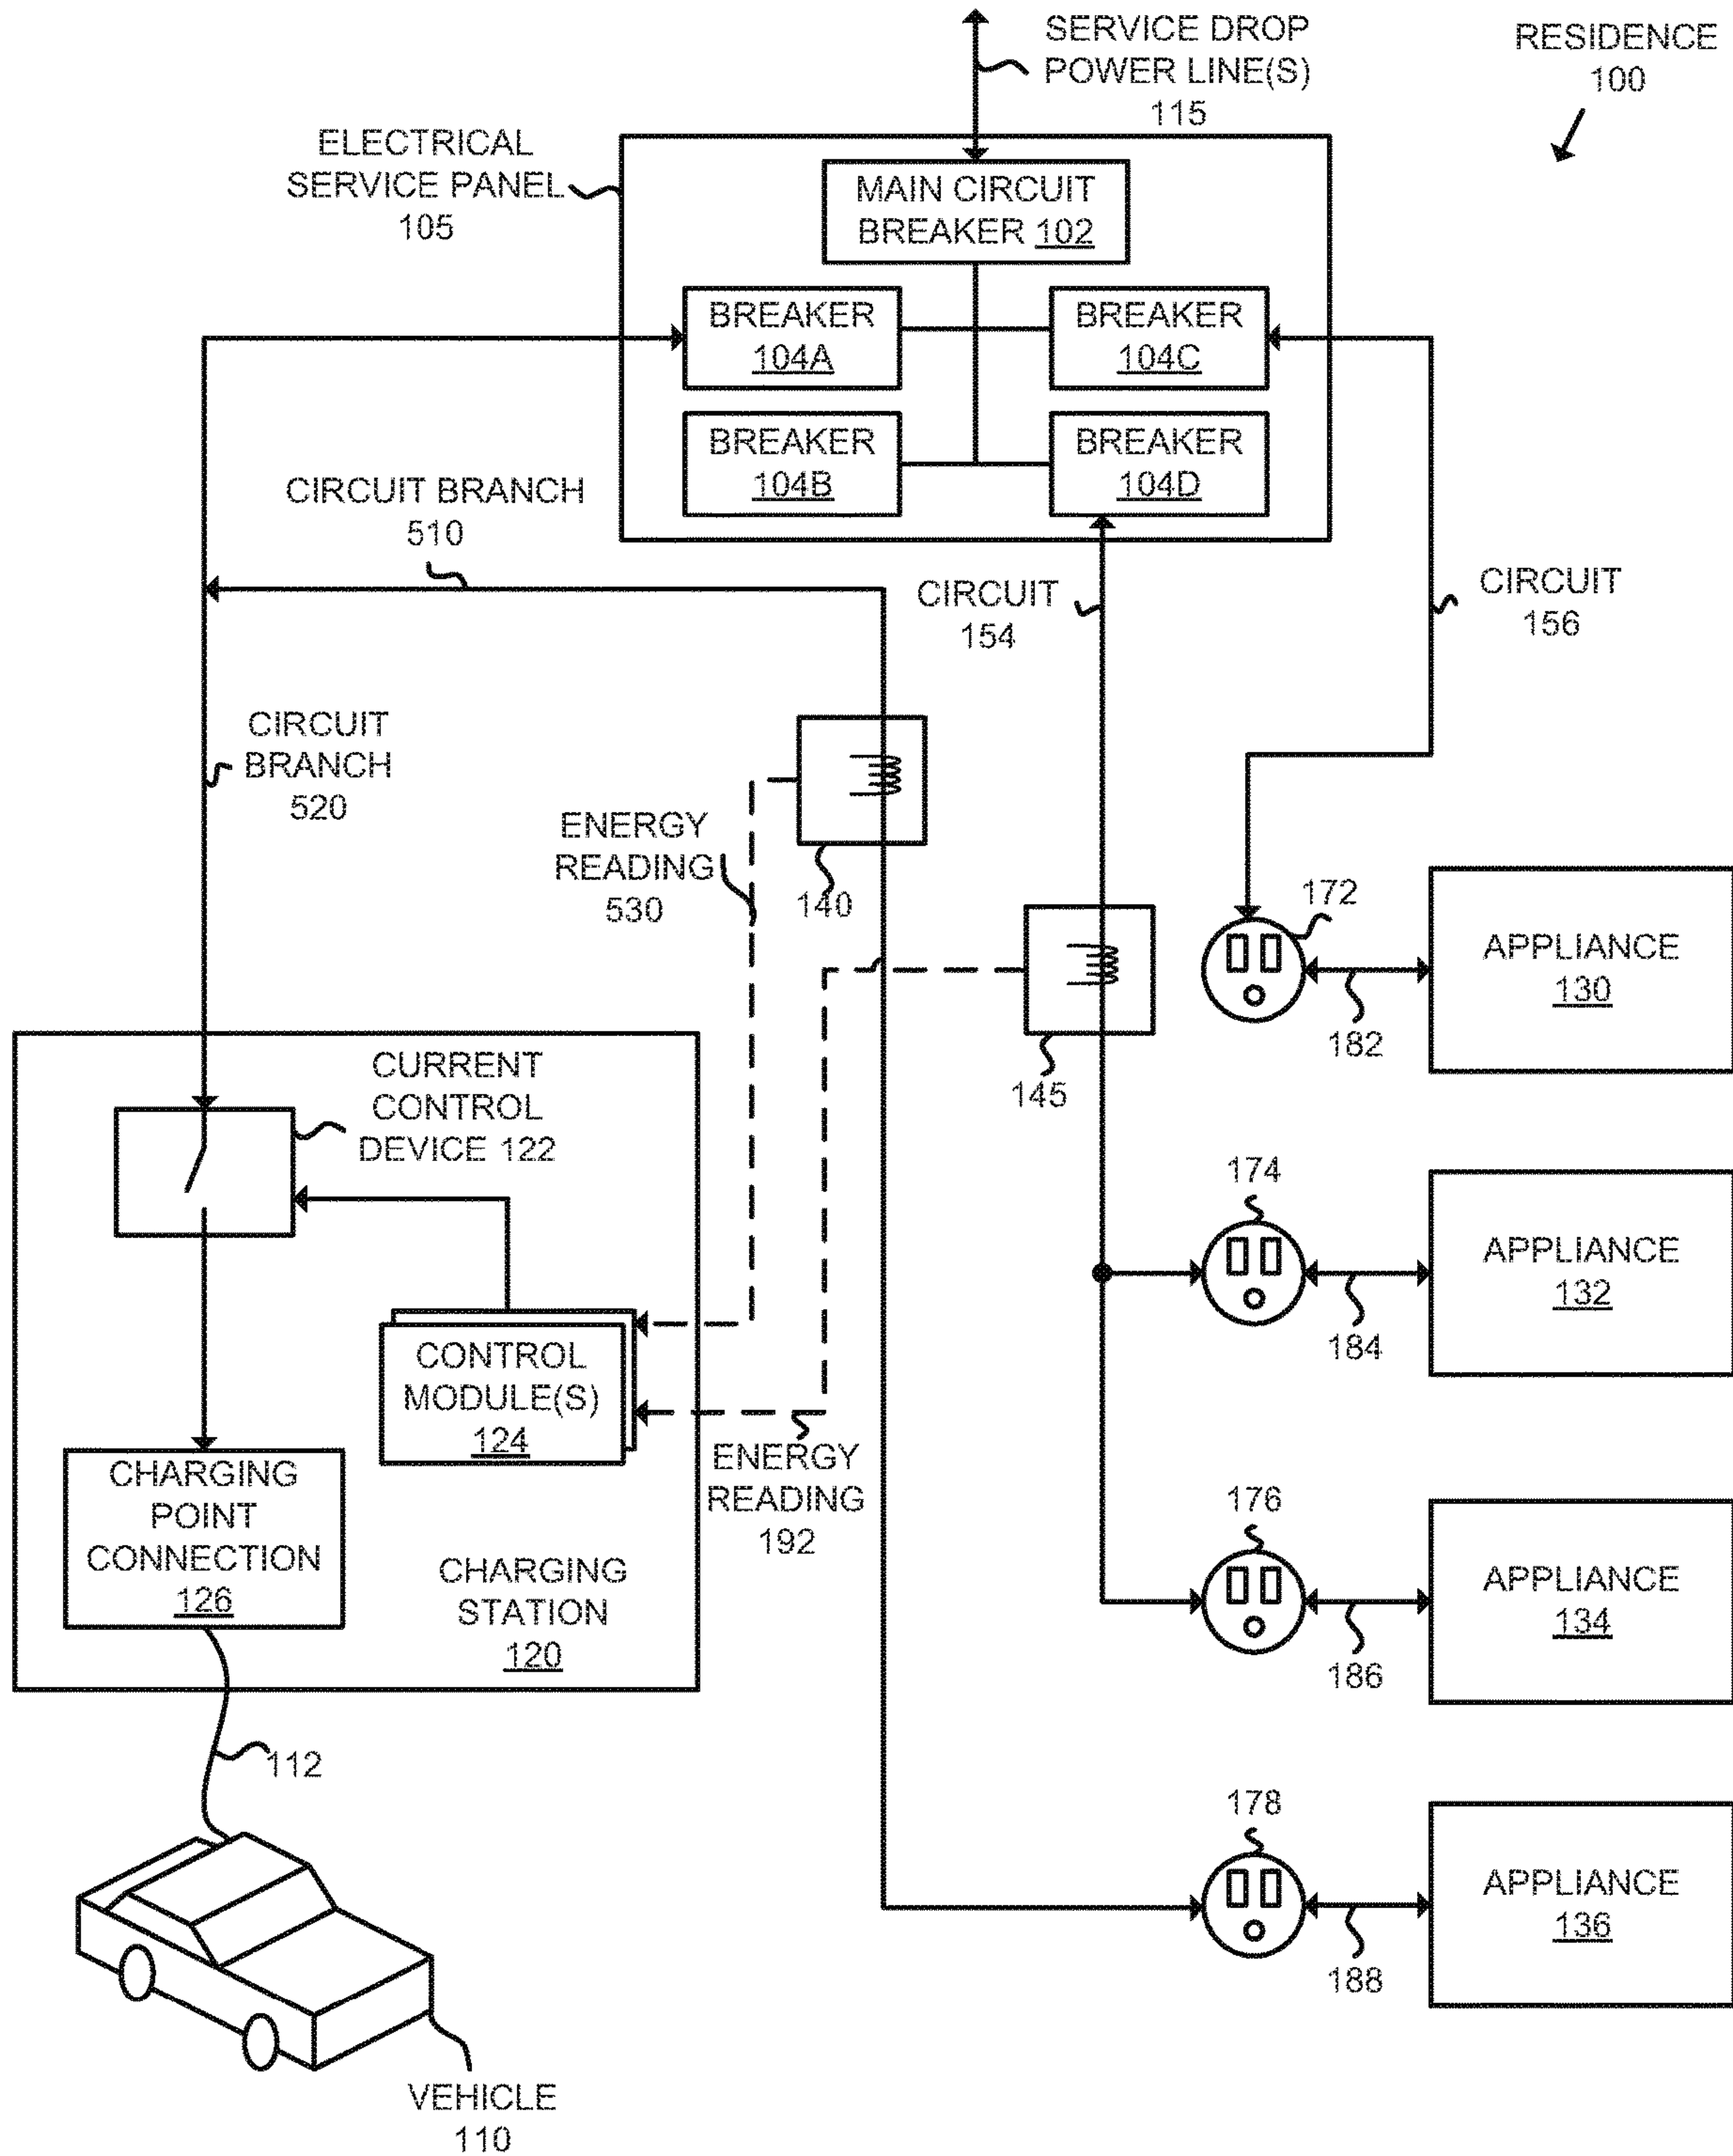 SERVICE DROP
POWER LINE(S)
115
RESIDENCE
100
ELECTRICAL
SERVICE PANEL
105
MAIN CIRCUIT
BREAKER 102
BREAKER
104A
BREAKER
104C
BREAKER
104B
BREAKER
104D
CIRCUIT BRANCH
510
CIRCUIT
154
CIRCUIT
156
CIRCUIT
BRANCH
520
ENERGY
READING
530
140
145
172
APPLIANCE
130
182
CURRENT
CONTROL
DEVICE 122
174
APPLIANCE
132
184
CONTROL
MODULE(S)
124
ENERGY
READING
192
CHARGING
POINT
CONNECTION
126
CHARGING
STATION
120
176
APPLIANCE
134
186
112
178
APPLIANCE
136
188
VEHICLE
110